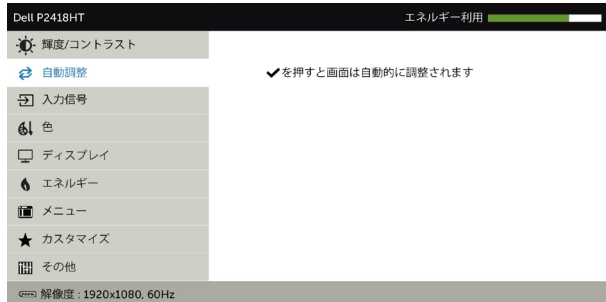 Dell P2418HT
エネルギー利用
輝度/コントラスト
自動調整
✔を押すと画面は自動的に調整されます
入力信号
色
ディスプレイ
エネルギー
メニュー
カスタマイズ
その他
解像度 : 1920x1080, 60Hz